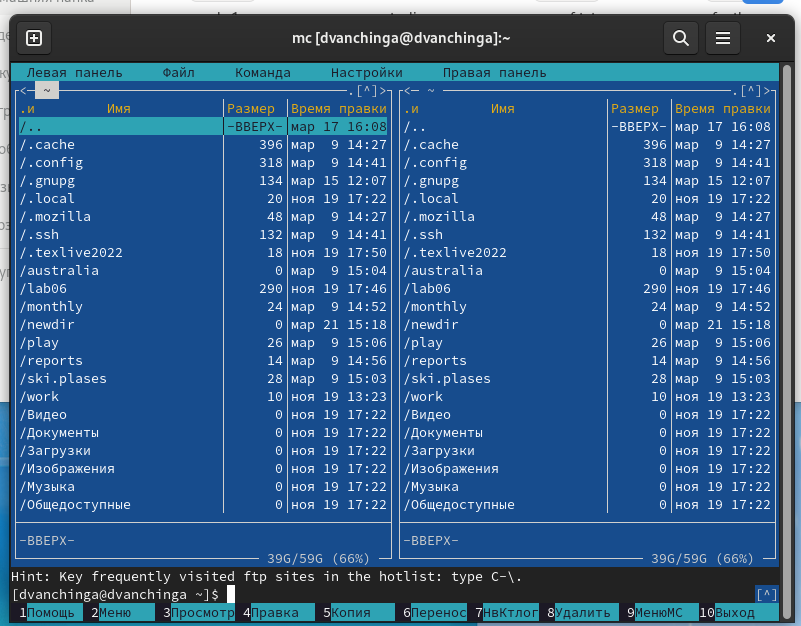 mc [dvanchinga@dvanchinga]:~
Левая панель Файл Команда Настройки Правая панель
<─ ~ .[^]> <─ ~ .[^]>
.и Имя Размер Время правки .и Имя Размер Время правки
/.. -ВВЕРХ- мар 17 16:08 /.. -ВВЕРХ- мар 17 16:08
/.cache 396 мар 9 14:27 /.cache 396 мар 9 14:27
/.config 318 мар 9 14:41 /.config 318 мар 9 14:41
/.gnupg 134 мар 15 12:07 /.gnupg 134 мар 15 12:07
/.local 20 ноя 19 17:22 /.local 20 ноя 19 17:22
/.mozilla 48 мар 9 14:27 /.mozilla 48 мар 9 14:27
/.ssh 132 мар 9 14:41 /.ssh 132 мар 9 14:41
/.texlive2022 18 ноя 19 17:50 /.texlive2022 18 ноя 19 17:50
/australia 0 мар 9 15:04 /australia 0 мар 9 15:04
/lab06 290 ноя 19 17:46 /lab06 290 ноя 19 17:46
/monthly 24 мар 9 14:52 /monthly 24 мар 9 14:52
/newdir 0 мар 21 15:18 /newdir 0 мар 21 15:18
/play 26 мар 9 15:06 /play 26 мар 9 15:06
/reports 14 мар 9 14:56 /reports 14 мар 9 14:56
/ski.plases 28 мар 9 15:03 /ski.plases 28 мар 9 15:03
/work 10 ноя 19 13:23 /work 10 ноя 19 13:23
/Видео 0 ноя 19 17:22 /Видео 0 ноя 19 17:22
/Документы 0 ноя 19 17:22 /Документы 0 ноя 19 17:22
/Загрузки 0 ноя 19 17:22 /Загрузки 0 ноя 19 17:22
/Изображения 0 ноя 19 17:22 /Изображения 0 ноя 19 17:22
/Музыка 0 ноя 19 17:22 /Музыка 0 ноя 19 17:22
/Общедоступные 0 ноя 19 17:22 /Общедоступные 0 ноя 19 17:22
-ВВЕРХ- -ВВЕРХ-
39G/59G (66%) 39G/59G (66%)
Hint: Key frequently visited ftp sites in the hotlist: type C-\.
[dvanchinga@dvanchinga ~]$ [^]
1Помощь 2Меню 3Просмотр 4Правка 5Копия 6Перенос 7НвКтлог 8Удалить 9МенюМС 10Выход